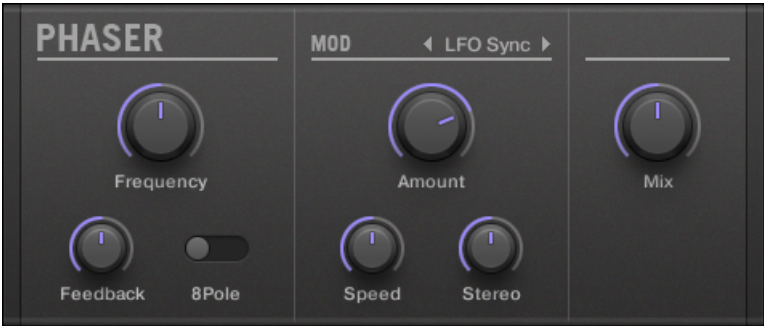 PHASER
Frequency
Feedback
8Pole
MOD
LFO Sync
Amount
Speed
Stereo
Mix